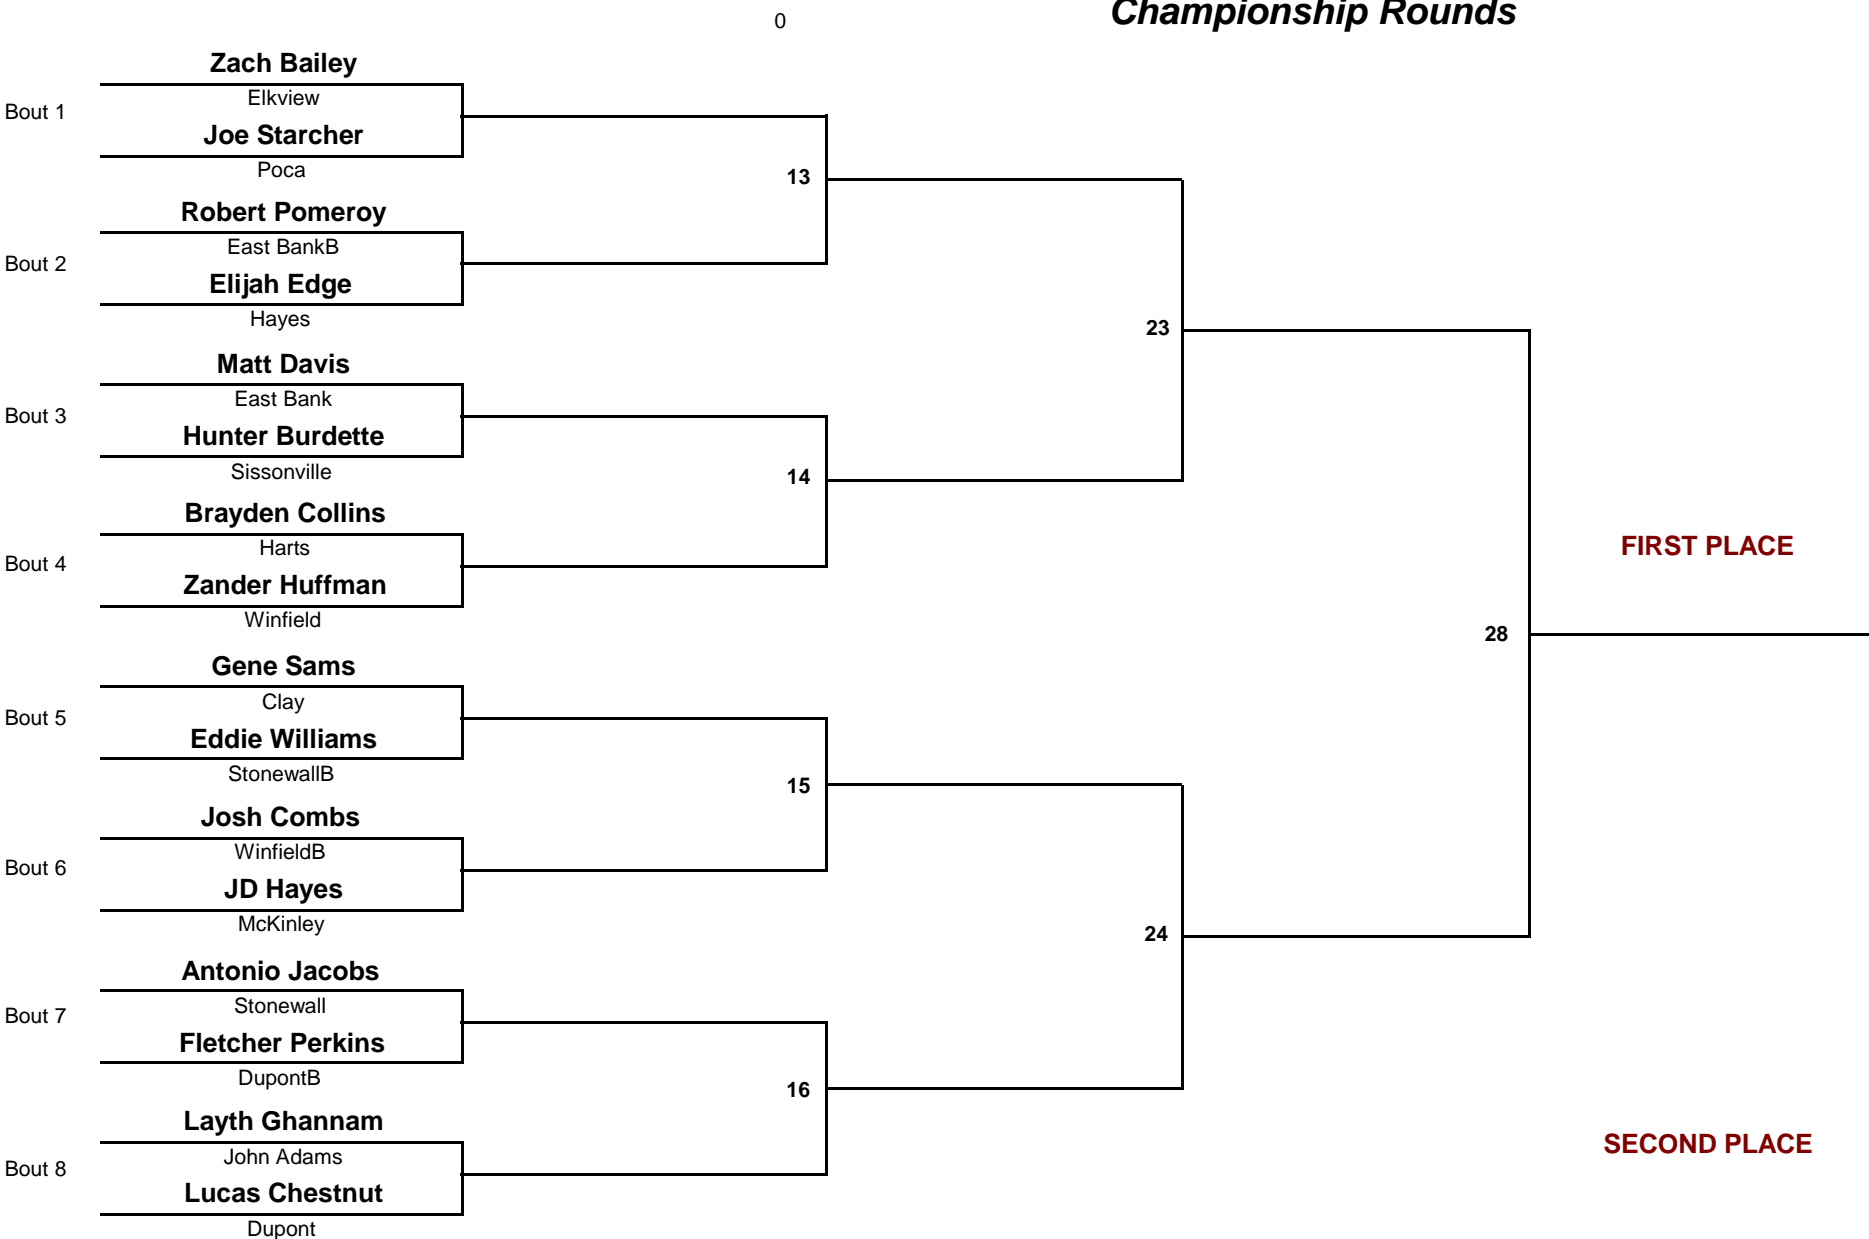 0
Championship Rounds
Zach Bailey
Elkview
Bout 1
Joe Starcher
Poca
13
Robert Pomeroy
East BankB
Bout 2
Elijah Edge
Hayes
23
Matt Davis
East Bank
Bout 3
Hunter Burdette
Sissonville
14
Brayden Collins
Harts
Bout 4
Zander Huffman
Winfield
FIRST PLACE
28
Gene Sams
Clay
Bout 5
Eddie Williams
StonewallB
15
Josh Combs
WinfieldB
Bout 6
JD Hayes
McKinley
24
Antonio Jacobs
Stonewall
Bout 7
Fletcher Perkins
DupontB
16
Layth Ghannam
John Adams
Bout 8
Lucas Chestnut
Dupont
SECOND PLACE